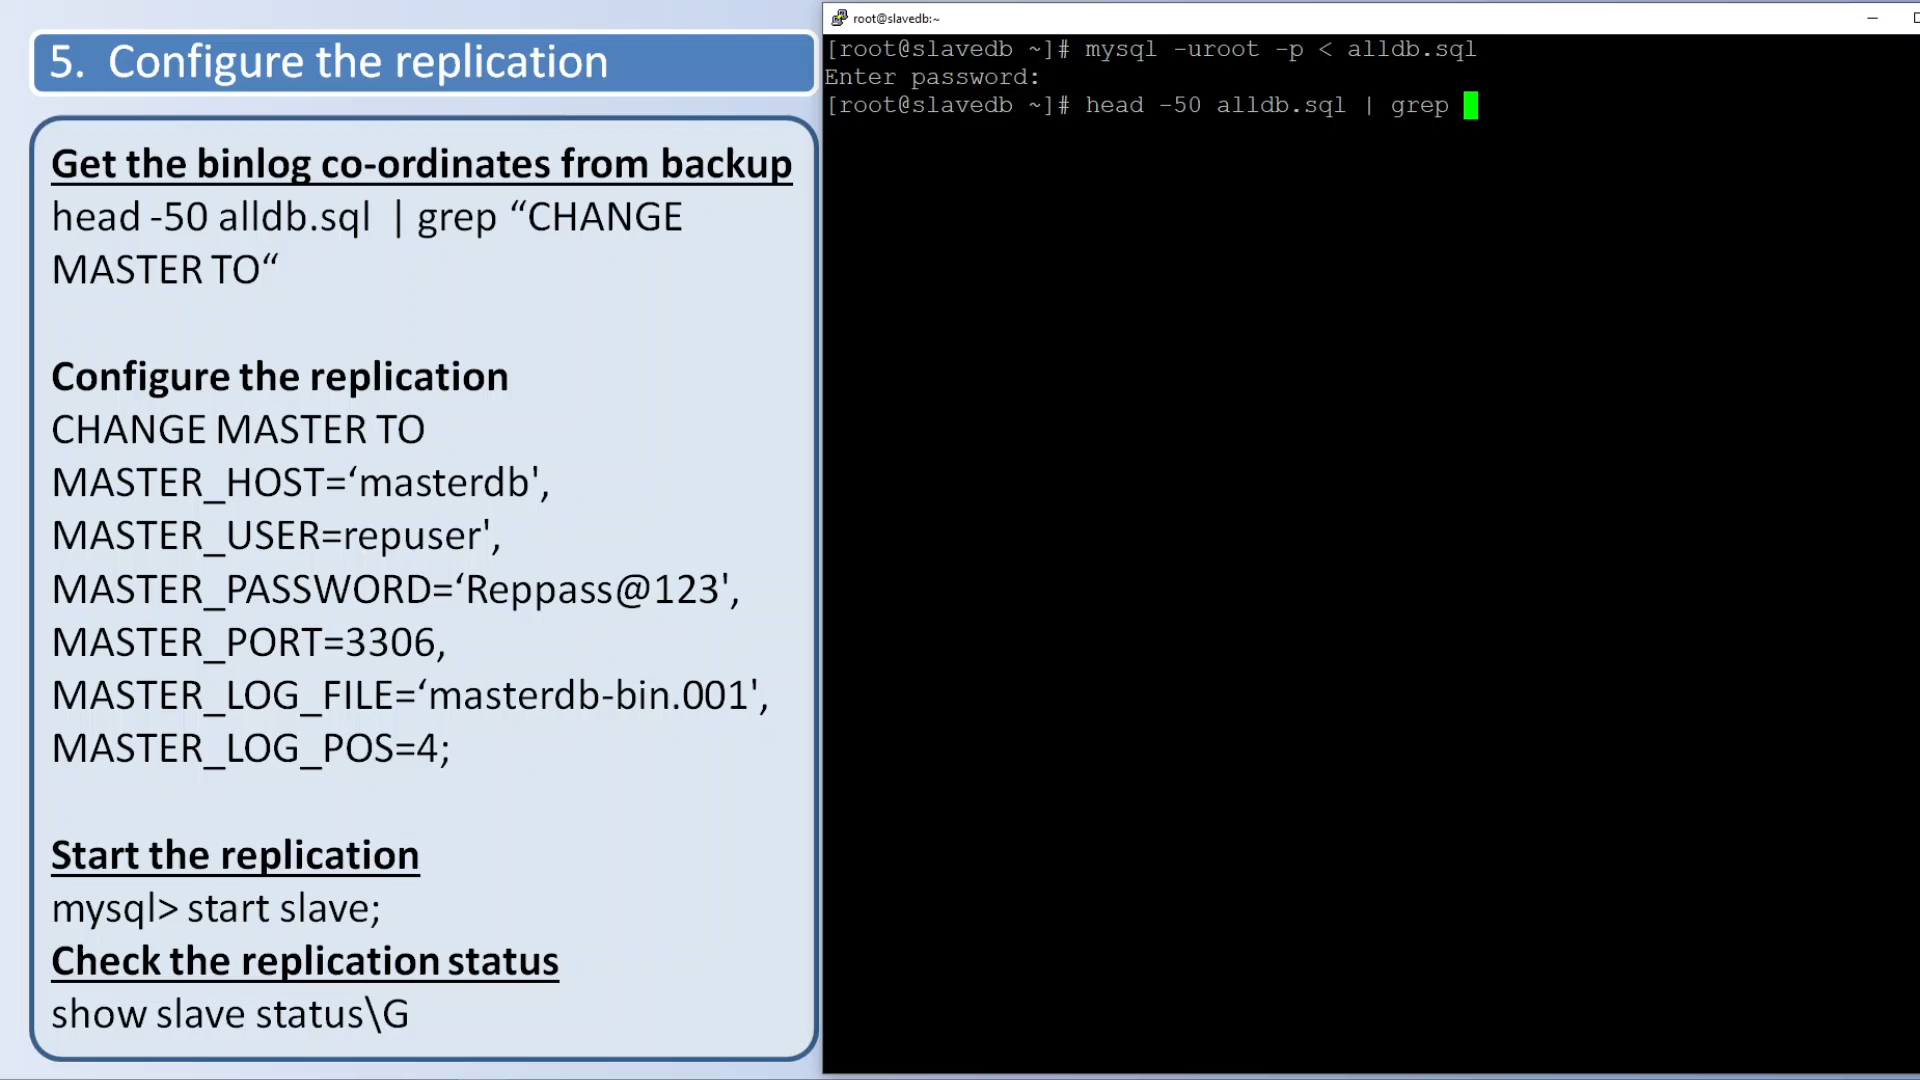 5. Configure the replication
Get the binlog co-ordinates from backup
head -50 alldb.sql | grep “CHANGE
MASTER TO“
Configure the replication
CHANGE MASTER TO
MASTER_HOST=‘masterdb',
MASTER_USER=repuser',
MASTER_PASSWORD=‘Reppass@123',
MASTER_PORT=3306,
MASTER_LOG_FILE=‘masterdb-bin.001',
MASTER_LOG_POS=4;
Start the replication
mysql> start slave;
Check the replication status
show slave status\G
root@slavedb:~
[root@slavedb ~]# mysql -uroot -p < alldb.sql
Enter password:
[root@slavedb ~]# head -50 alldb.sql | grep